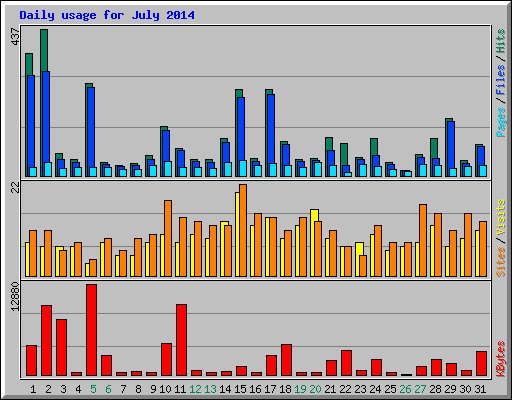 Daily usage for July 2014
437
Pages / Files / Hits
22
Sites / Visits
12880
KBytes
1 2 3 4 5 6 7 8 9 10 11 12 13 14 15 16 17 18 19 20 21 22 23 24 25 26 27 28 29 30 31